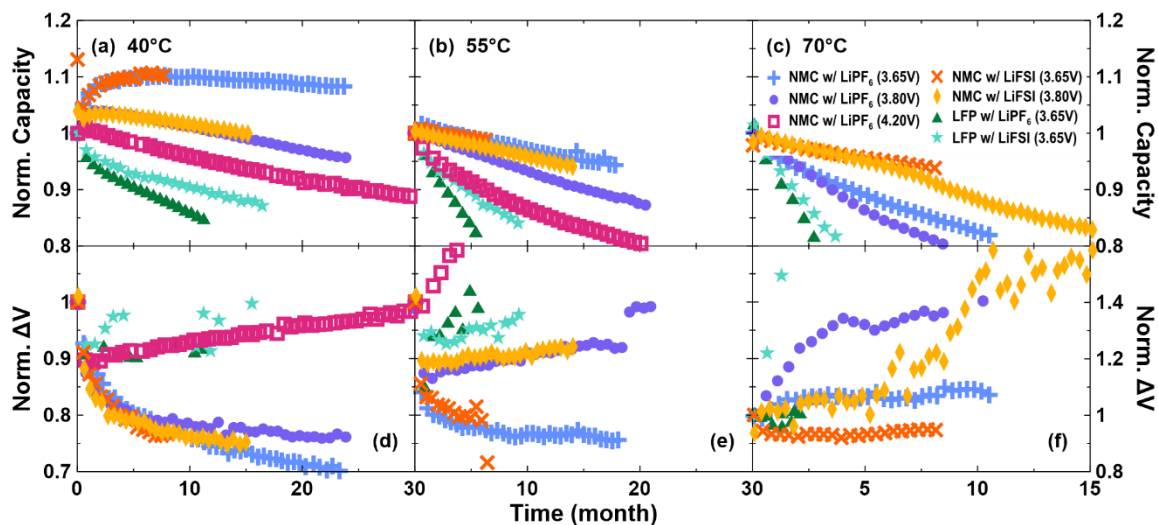 (a) 40°C
(b) 55°C
(c) 70°C
NMC w/ LiPF₆ (3.65V)
NMC w/ LiPF₆ (3.80V)
NMC w/ LiPF₆ (4.20V)
NMC w/ LiFSI (3.65V)
NMC w/ LiFSI (3.80V)
LFP w/ LiPF₆ (3.65V)
LFP w/ LiFSI (3.65V)
Norm. Capacity
1.2
1.1
1
0.9
0.8
Norm. Capacity
1.2
1.1
1
0.9
0.8
(d)
(e)
(f)
Norm. ΔV
1
0.9
0.8
0.7
Norm. ΔV
1.4
1.2
1
0.8
0
10
20
30
10
20
30
5
10
15
Time (month)